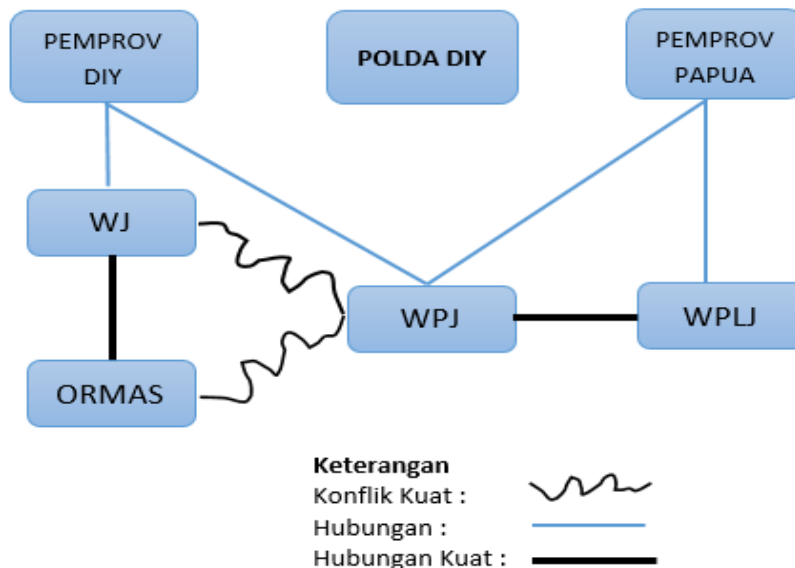 PEMPROV
DIY
POLDA DIY
PEMPROV
PAPUA
WJ
WPJ
WPLJ
ORMAS
Keterangan
Konflik Kuat :
Hubungan :
Hubungan Kuat :